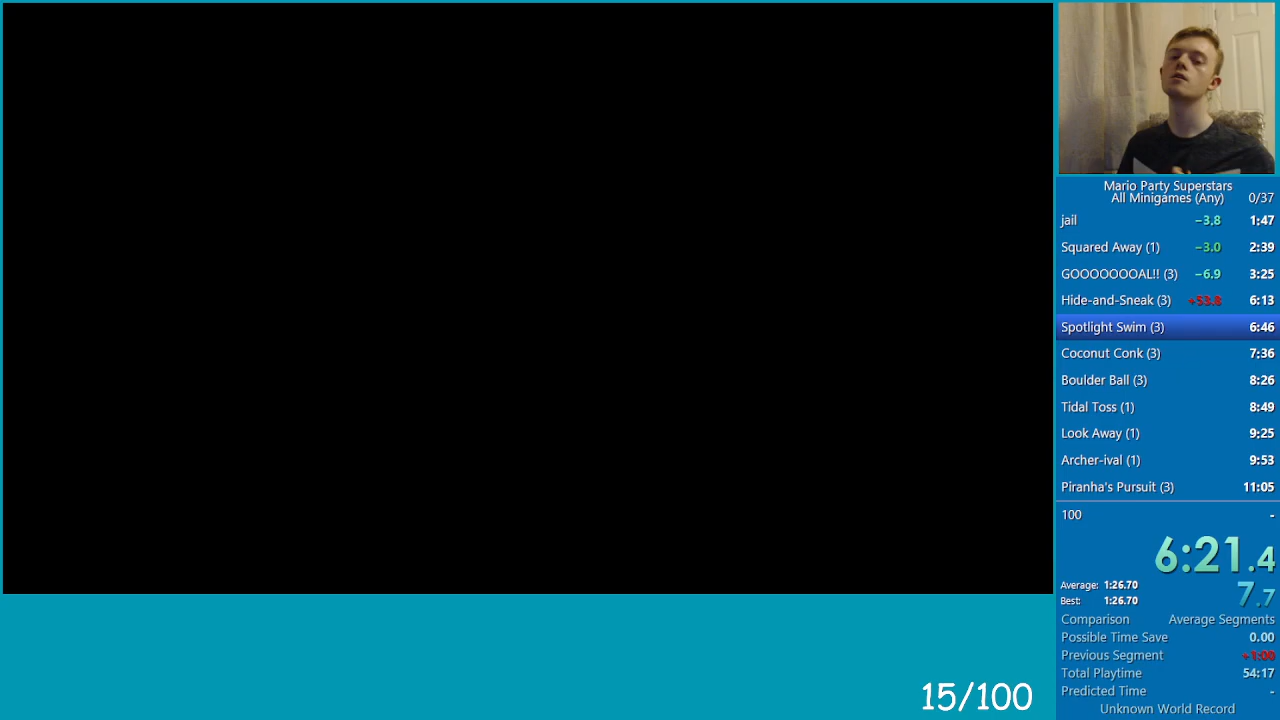 Mario Party Superstars
All Minigames (Any) 0/37
jail -3.8 1:47
Squared Away (1) -3.0 2:39
GOOOOOOOAL!! (3) -6.9 3:25
Hide-and-Sneak (3) +53.8 6:13
Spotlight Swim (3) 6:46
Coconut Conk (3) 7:36
Boulder Ball (3) 8:26
Tidal Toss (1) 8:49
Look Away (1) 9:25
Archer-ival (1) 9:53
Piranha's Pursuit (3) 11:05
100 -
6:21.4
Average: 1:26.70
Best: 1:26.70
7.7
Comparison Average Segments
Possible Time Save 0.00
Previous Segment +1:00
Total Playtime 54:17
Predicted Time -
Unknown World Record
15/100